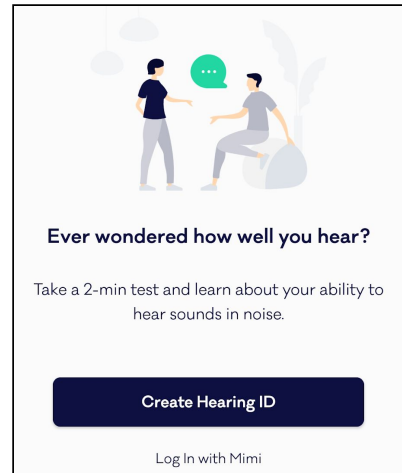 Ever wondered how well you hear?
Take a 2-min test and learn about your ability to
hear sounds in noise.
Create Hearing ID
Log In with Mimi